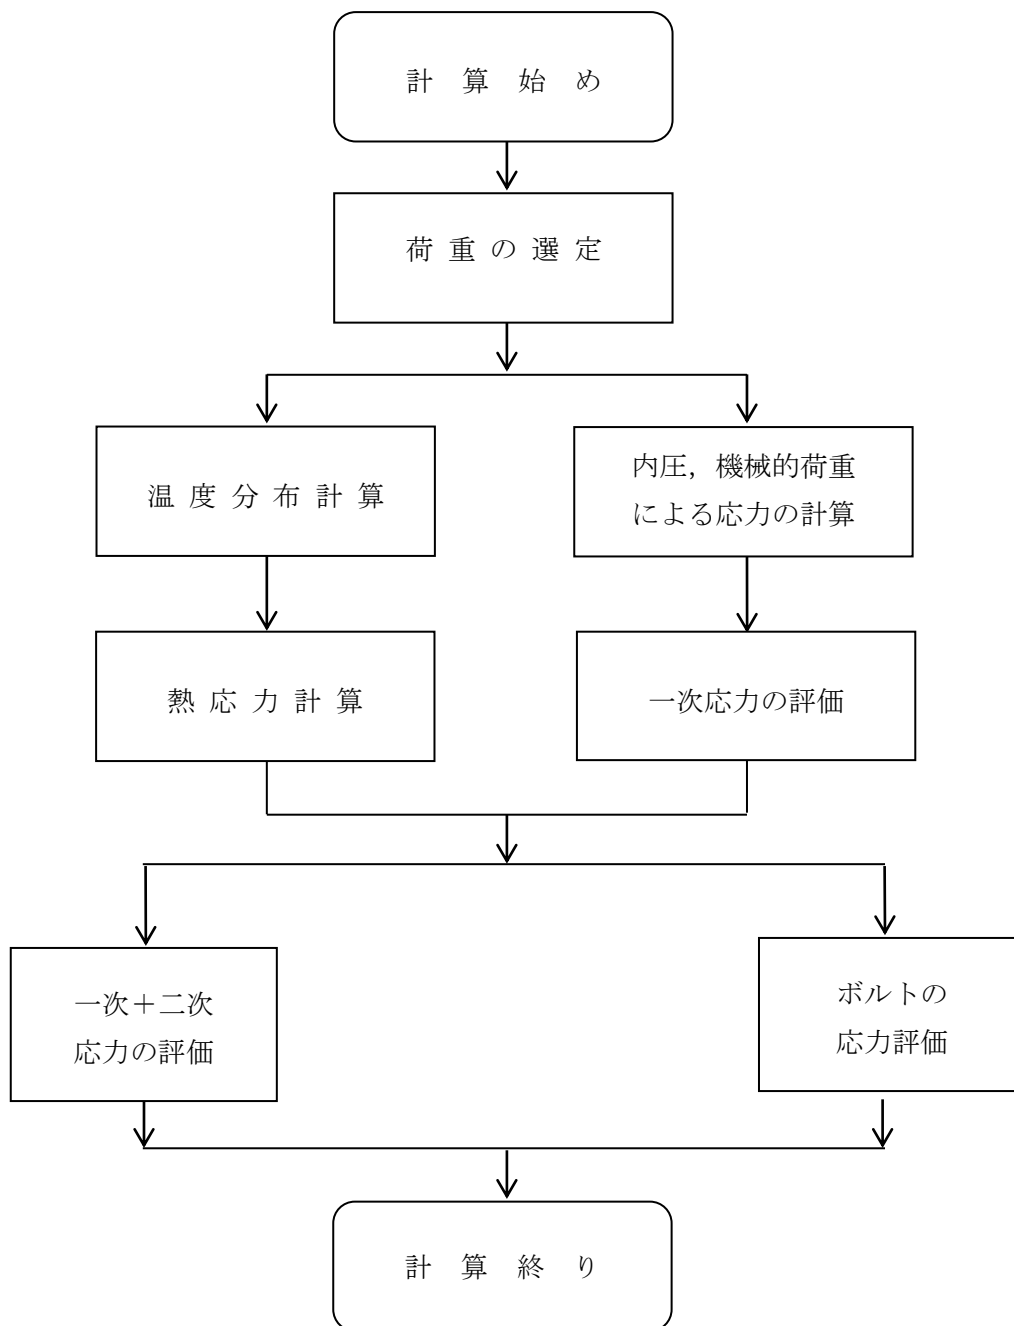 計算始め
荷重の選定
温度分布計算
内圧，機械的荷重
による応力の計算
熱応力計算
一次応力の評価
一次＋二次
応力の評価
ボルトの
応力評価
計算終り